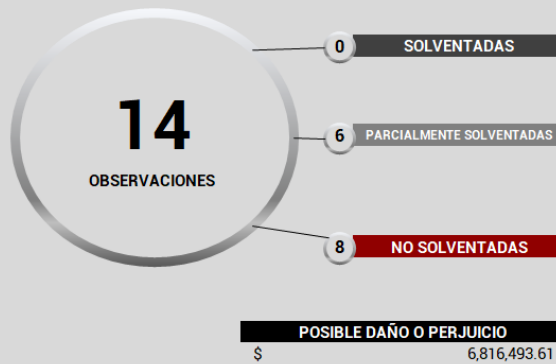 14
OBSERVACIONES
0 SOLVENTADAS
6 PARCIALMENTE SOLVENTADAS
8 NO SOLVENTADAS
POSIBLE DAÑO O PERJUICIO
$ 6,816,493.61